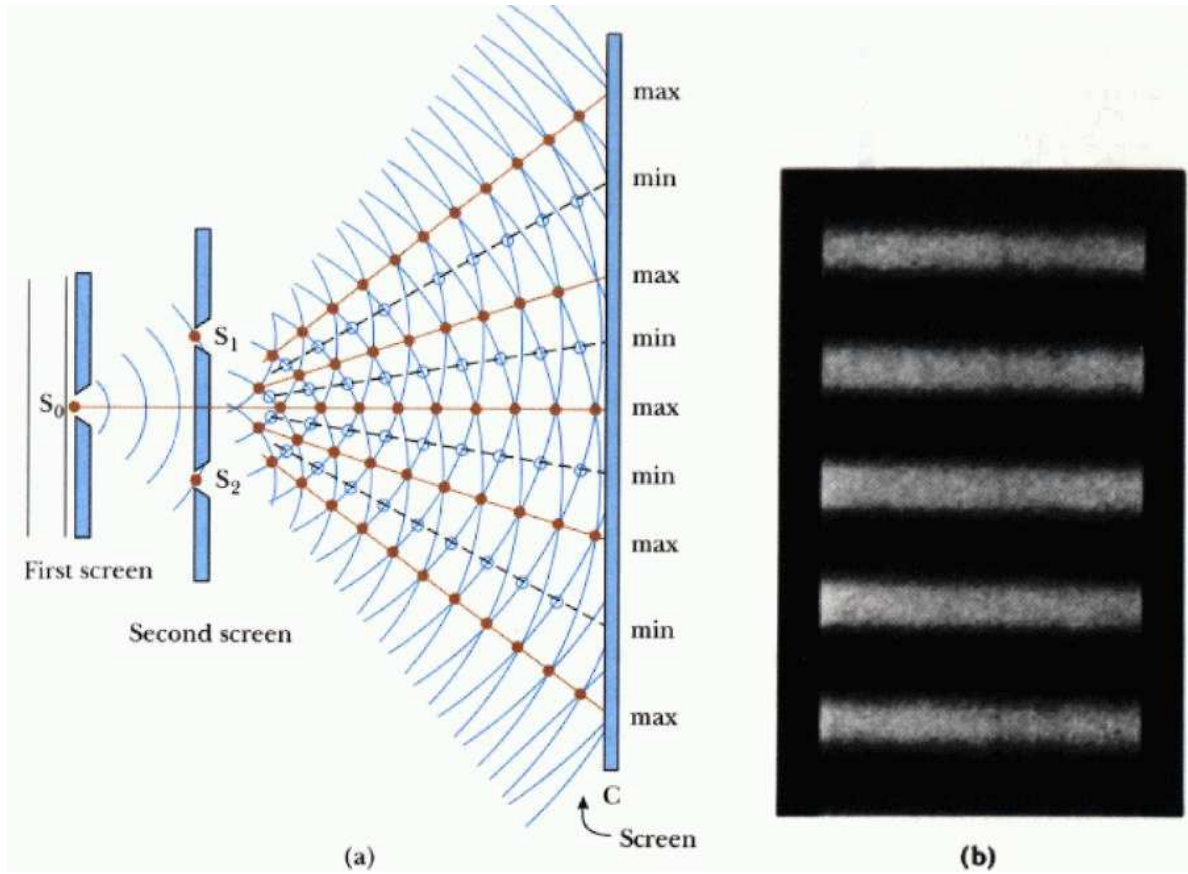 max
min
max
min
S0
S1
max
S2
min
max
min
max
First screen
Second screen
C
Screen
(a)
(b)